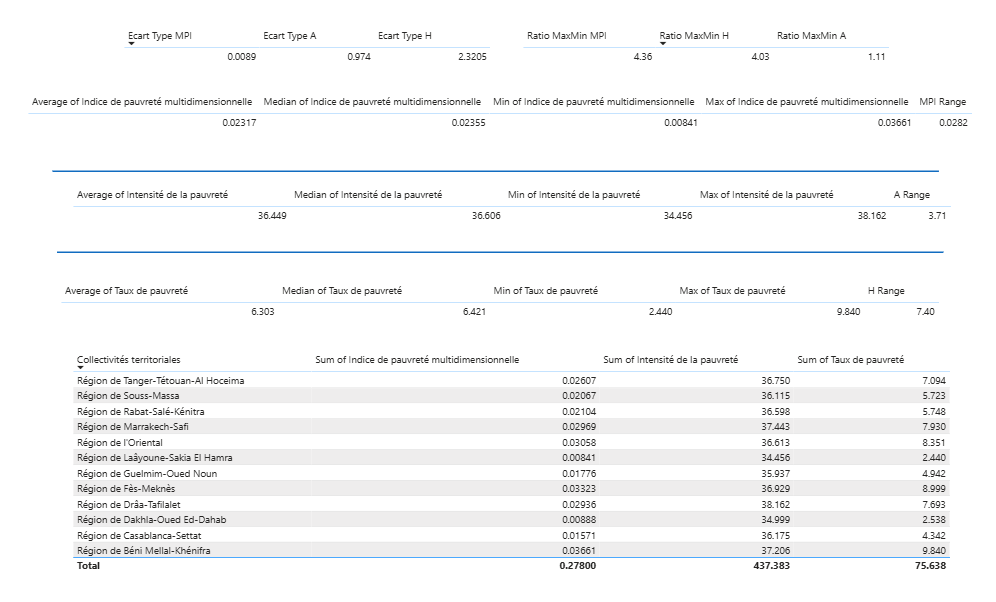 Ecart Type MPI Ecart Type A Ecart Type H Ratio MaxMin MPI Ratio MaxMin H Ratio MaxMin A
0.0089 0.974 2.3205 4.36 4.03 1.11
Average of Indice de pauvreté multidimensionnelle Median of Indice de pauvreté multidimensionnelle Min of Indice de pauvreté multidimensionnelle Max of Indice de pauvreté multidimensionnelle MPI Range
0.02317 0.02355 0.00841 0.03661 0.0282
Average of Intensité de la pauvreté Median of Intensité de la pauvreté Min of Intensité de la pauvreté Max of Intensité de la pauvreté A Range
36.449 36.606 34.456 38.162 3.71
Average of Taux de pauvreté Median of Taux de pauvreté Min of Taux de pauvreté Max of Taux de pauvreté H Range
6.303 6.421 2.440 9.840 7.40
Collectivités territoriales Sum of Indice de pauvreté multidimensionnelle Sum of Intensité de la pauvreté Sum of Taux de pauvreté
Région de Tanger-Tétouan-Al Hoceima 0.02607 36.750 7.094
Région de Souss-Massa 0.02067 36.115 5.723
Région de Rabat-Salé-Kénitra 0.02104 36.598 5.748
Région de Marrakech-Safi 0.02969 37.443 7.930
Région de l'Oriental 0.03058 36.613 8.351
Région de Laâyoune-Sakia El Hamra 0.00841 34.456 2.440
Région de Guelmim-Oued Noun 0.01776 35.937 4.942
Région de Fès-Meknès 0.03323 36.929 8.999
Région de Drâa-Tafilalet 0.02936 38.162 7.693
Région de Dakhla-Oued Ed-Dahab 0.00888 34.999 2.538
Région de Casablanca-Settat 0.01571 36.175 4.342
Région de Béni Mellal-Khénifra 0.03661 37.206 9.840
Total 0.27800 437.383 75.638